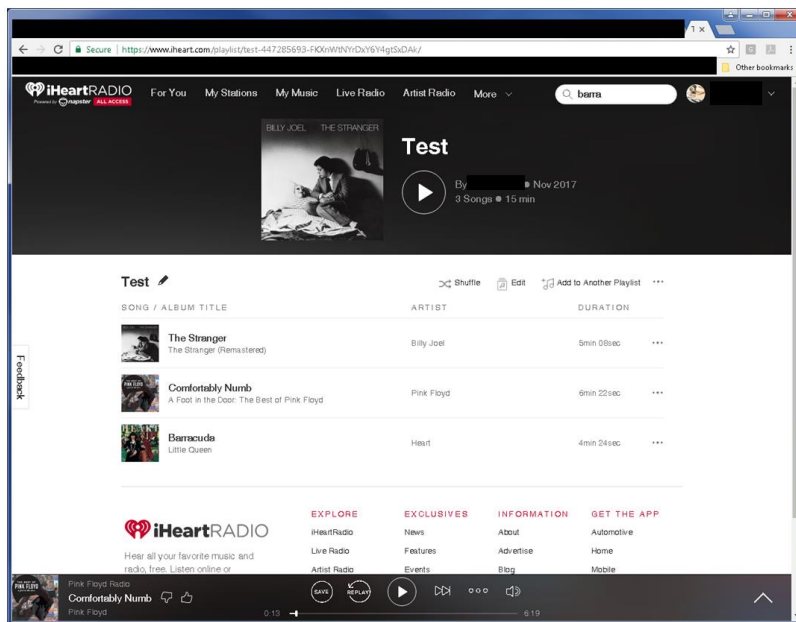 T ×
Secure | https://www.iheart.com/playlist/test-447285693-FKXnWtNYrDxY6Y4gtSxDAk/
Other bookmarks
iHeartRADIO
Powered by napster ALL ACCESS
For You My Stations My Music Live Radio Artist Radio More barra
BILLY JOEL THE STRANGER
Test
By Nov 2017
3 Songs 15 min
Test Shuffle Edit Add to Another Playlist
SONG / ALBUM TITLE ARTIST DURATION
The Stranger
The Stranger (Remastered)
Billy Joel 5min 08sec
Comfortably Numb
A Foot in the Door: The Best of Pink Floyd
Pink Floyd 6min 22sec
Barracuda
Little Queen
Heart 4min 24sec
Feedback
iHeartRADIO
Hear all your favorite music and
radio, free. Listen online or
EXPLORE EXCLUSIVES INFORMATION GET THE APP
iHeartRadio News About Automotive
Live Radio Features Advertise Home
Artist Radio Events Blog Mobile
PINK FLOYD
Pink Floyd Radio
Comfortably Numb
Pink Floyd
SAVE REPLAY
0:13 6:19